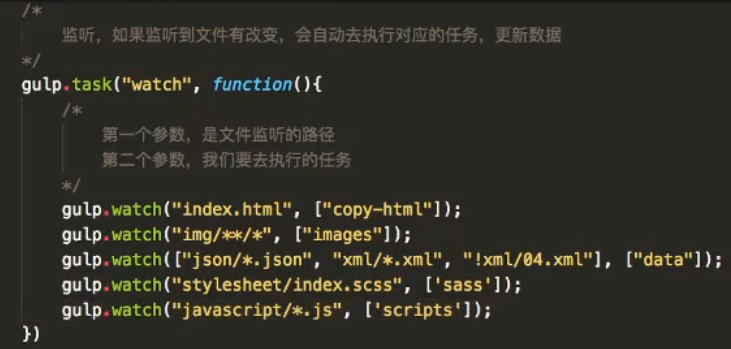 /*
监听，如果监听到文件有改变，会自动去执行对应的任务，更新数据
*/
gulp.task("watch", function(){
/*
第一个参数，是文件监听的路径
第二个参数，我们要去执行的任务
*/
gulp.watch("index.html", ["copy-html"]);
gulp.watch("img/**/*", ["images"]);
gulp.watch(["json/*.json", "xml/*.xml", "!xml/04.xml"], ["data"]);
gulp.watch("stylesheet/index.scss", ['sass']);
gulp.watch("javascript/*.js", ['scripts']);
})